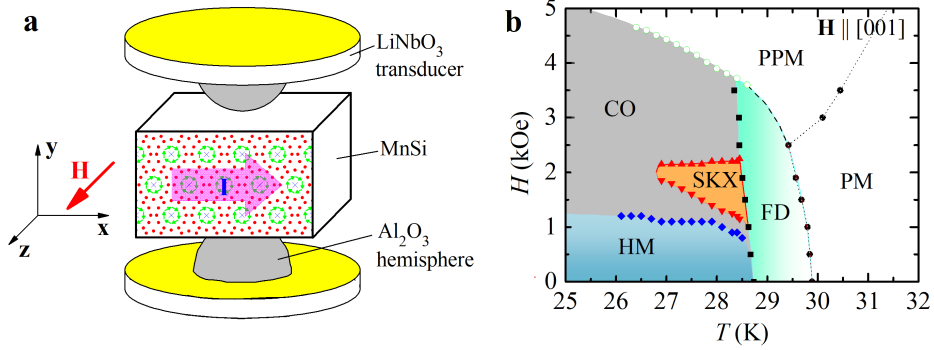 a
LiNbO₃
transducer
MnSi
Al₂O₃
hemisphere
y
H
x
z
I
b
H || [001]
PPM
CO
SKX
PM
FD
HM
H (kOe)
5
4
3
2
1
0
25 26 27 28 29 30 31 32
T (K)